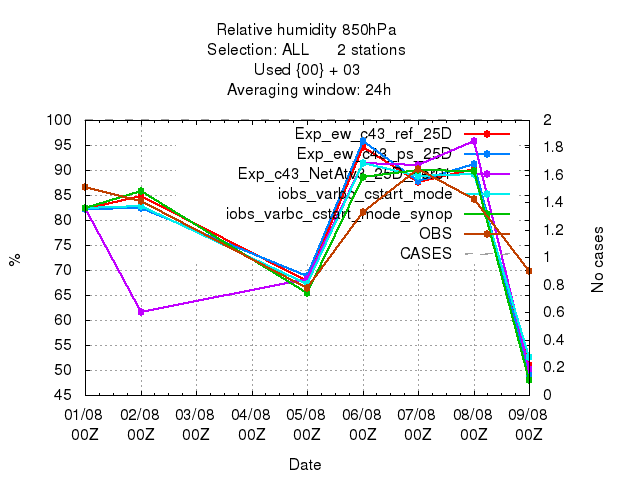 Relative humidity 850hPa
Selection: ALL 2 stations
Used {00} + 03
Averaging window: 24h
100
95
90
85
80
75
70
65
60
55
50
45
%
2
1.8
1.6
1.4
1.2
1
0.8
0.6
0.4
0.2
0
No cases
Exp_ew_c43_ref_25D
Exp_ew_c43_ps_25D
iobs_varbc_cstart_mode
iobs_varbc_cstart_mode_synop
OBS
CASES
01/08 02/08 03/08 04/08 05/08 06/08 07/08 08/08 09/08
00Z 00Z 00Z 00Z 00Z 00Z 00Z 00Z 00Z
Date